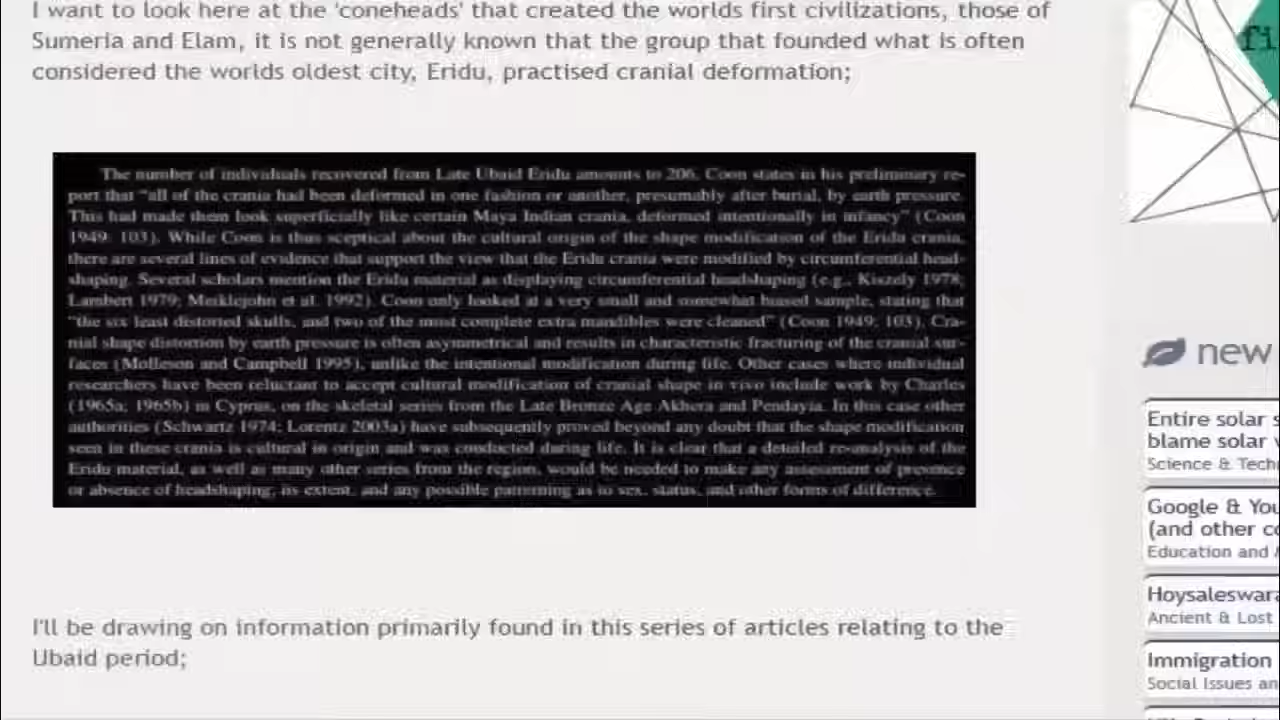 I want to look here at the 'coneheads' that created the worlds first civilizations, those of
Sumeria and Elam, it is not generally known that the group that founded what is often
considered the worlds oldest city, Eridu, practised cranial deformation;
The number of individuals recovered from Late Ubaid Eridu amounts to 206. Coon states in his preliminary re-
port that "all of the crania had been deformed in one fashion or another, presumably after burial, by earth pressure.
This had made them look superficially like certain Maya Indian crania, deformed intentionally in infancy" (Coon
1949: 103). While Coon is thus sceptical about the cultural origin of the shape modification of the Eridu crania,
there are several lines of evidence that support the view that the Eridu crania were modified by circumferential head-
shaping. Several scholars mention the Eridu material as displaying circumferential headshaping (e.g., Kiszely 1978;
Lambert 1979; Meiklejohn et al. 1992). Coon only looked at a very small and somewhat biased sample, stating that
"the six least distorted skulls, and two of the most complete extra mandibles were cleaned" (Coon 1949: 103). Cra-
nial shape distortion by earth pressure is often asymmetrical and results in characteristic fracturing of the cranial sur-
faces (Molleson and Campbell 1995), unlike the intentional modification during life. Other cases where individual
researchers have been reluctant to accept cultural modification of cranial shape in vivo include work by Charles
(1965a; 1965b) in Cyprus, on the skeletal series from the Late Bronze Age Akhera and Pendayia. In this case other
authorities (Schwartz 1974; Lorentz 2003a) have subsequently proved beyond any doubt that the shape modification
seen in these crania is cultural in origin and was conducted during life. It is clear that a detailed re-analysis of the
Eridu material, as well as many other series from the region, would be needed to make any assessment of presence
or absence of headshaping, its extent, and any possible patterning as to sex, status, and other forms of difference.
I'll be drawing on information primarily found in this series of articles relating to the
Ubaid period;
fi
new
Entire solar s
blame solar
Science & Tech
Google & You
(and other co
Education and
Hoysaleswara
Ancient & Lost
Immigration
Social Issues an